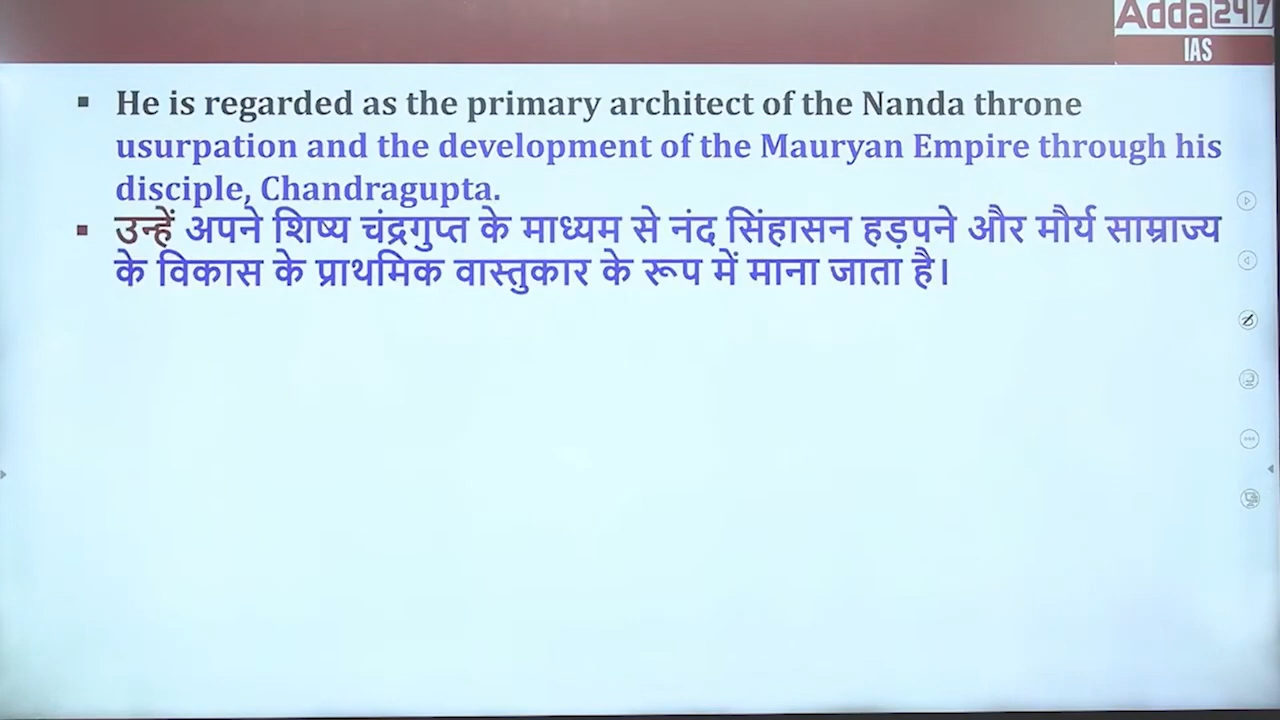 Adda247
IAS
▪ He is regarded as the primary architect of the Nanda throne
usurpation and the development of the Mauryan Empire through his
disciple, Chandragupta.
▪ उन्हें अपने शिष्य चंद्रगुप्त के माध्यम से नंद सिंहासन हड़पने और मौर्य साम्राज्य
के विकास के प्राथमिक वास्तुकार के रूप में माना जाता है।